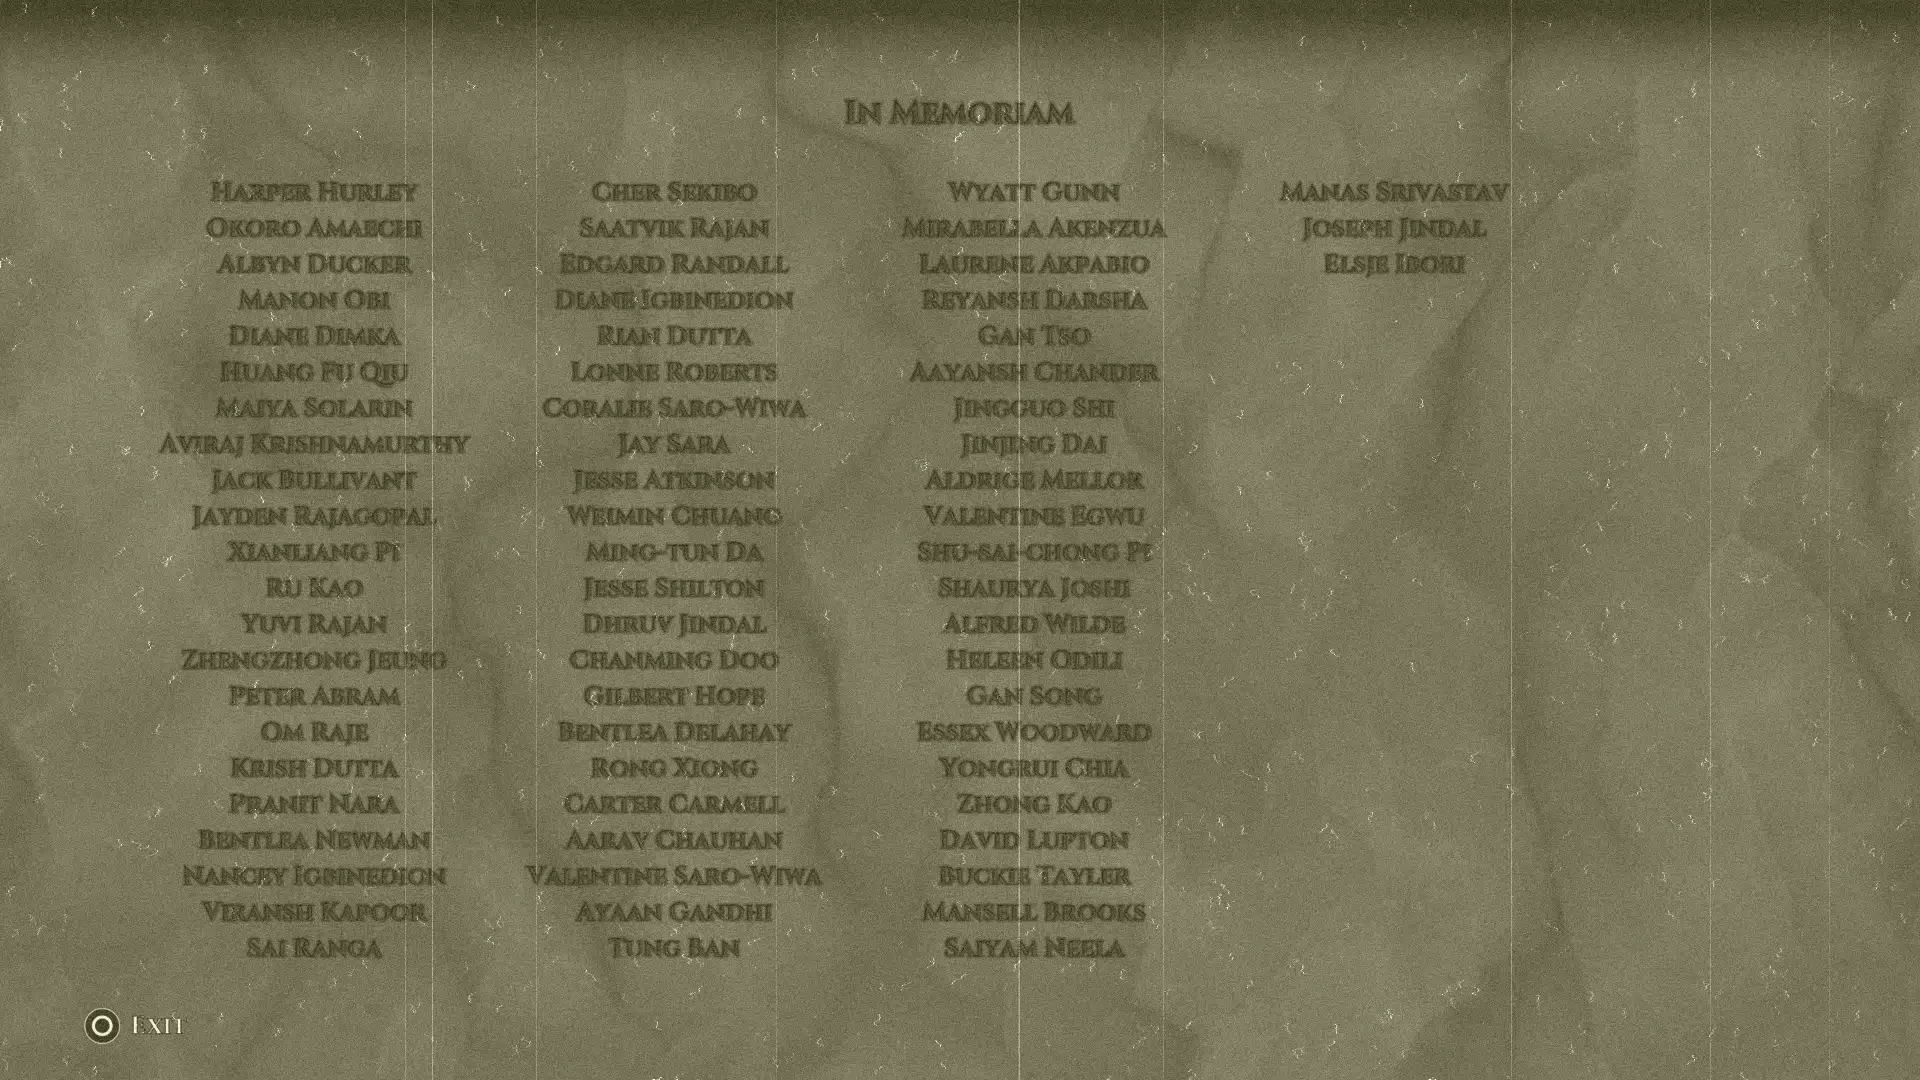 In Memoriam
Harper Hurley
Okoro Amaechi
Albyn Ducker
Manon Obi
Diane Dimka
Huang Fu Qiu
Maiya Solarin
Aviraj Krishnamurthy
Jack Bullivant
Jayden Rajagopal
Xianliang Pi
Ru Kao
Yuvi Rajan
Zhengzhong Jeung
Peter Abram
Om Raje
Krish Dutta
Pranit Nara
Bentlea Newman
Nancey Igbinedion
Viransh Kapoor
Sai Ranga
Cher Sekibo
Saatvik Rajan
Edgard Randall
Diane Igbinedion
Rian Dutta
Lonne Roberts
Coralie Saro-Wiwa
Jay Sara
Jesse Atkinson
Weimin Chuang
Ming-tun Da
Jesse Shilton
Dhruv Jindal
Chanming Doo
Gilbert Hope
Bentlea Delahay
Rong Xiong
Carter Carmell
Aarav Chauhan
Valentine Saro-Wiwa
Ayaan Gandhi
Tung Ban
Wyatt Gunn
Mirabella Akenzua
Laurene Akpabio
Reyansh Darsha
Gan Tso
Aayansh Chander
Jingguo Shi
Jinjing Dai
Aldrige Mellor
Valentine Egwu
Shu-sai-chong Pi
Shaurya Joshi
Alfred Wilde
Heleen Odili
Gan Song
Essex Woodward
Yongrui Chia
Zhong Kao
David Lupton
Buckie Tayler
Mansell Brooks
Saiyam Neela
Manas Srivastav
Joseph Jindal
Elsje Ibori
Exit